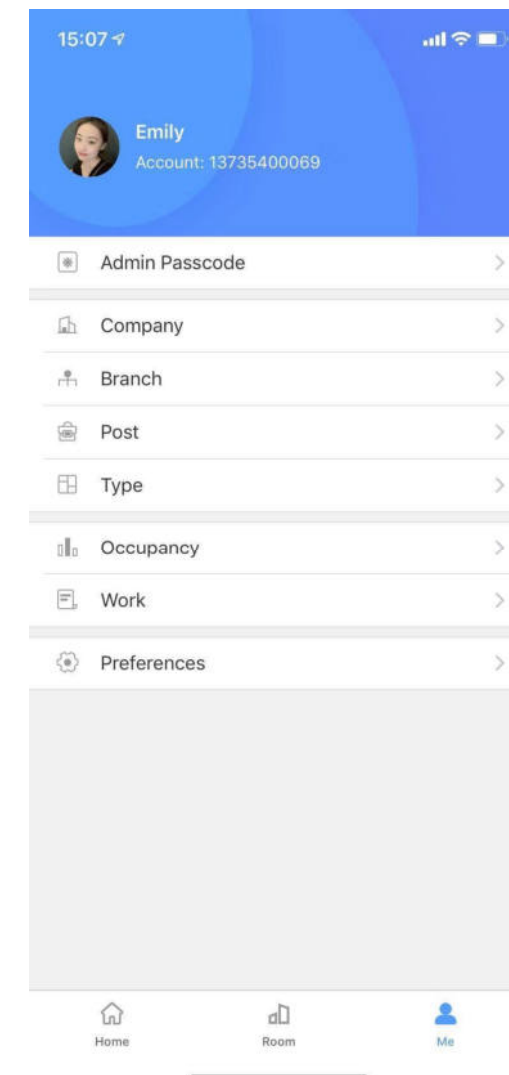 15:07
Emily
Account: 13735400069
Admin Passcode
Company
Branch
Post
Type
Occupancy
Work
Preferences
Home
Room
Me